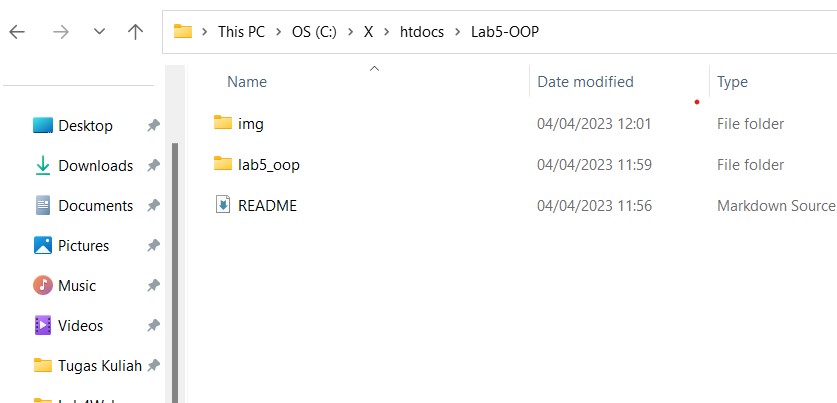 This PC > OS (C:) > X > htdocs > Lab5-OOP
Name Date modified Type
Desktop
Downloads
Documents
Pictures
Music
Videos
Tugas Kuliah
img 04/04/2023 12:01 File folder
lab5_oop 04/04/2023 11:59 File folder
README 04/04/2023 11:56 Markdown Source